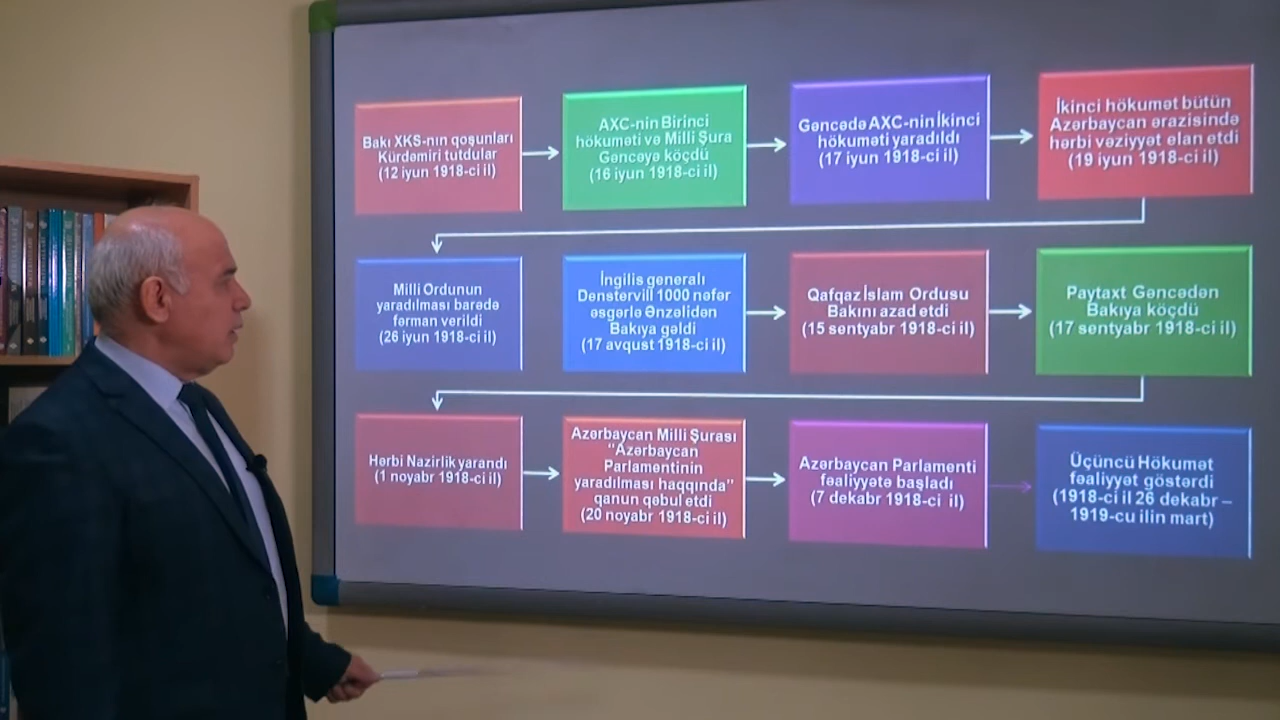 Bakı XKS-nın qoşunları
Kürdəmiri tutdular
(12 iyun 1918-ci il)
AXC-nin Birinci
hökuməti və Milli Şura
Gəncəyə köçdü
(16 iyun 1918-ci il)
Gəncədə AXC-nin İkinci
hökuməti yaradıldı
(17 iyun 1918-ci il)
İkinci hökumət bütün
Azərbaycan ərazisində
hərbi vəziyyət elan etdi
(19 iyun 1918-ci il)
Milli Ordunun
yaradılması barədə
fərman verildi
(26 iyun 1918-ci il)
İngilis generalı
Denstervill 1000 nəfər
əsgərlə Ənzəlidən
Bakıya gəldi
(17 avqust 1918-ci il)
Qafqaz İslam Ordusu
Bakını azad etdi
(15 sentyabr 1918-ci il)
Paytaxt Gəncədən
Bakıya köçdü
(17 sentyabr 1918-ci il)
Hərbi Nazirlik yarandı
(1 noyabr 1918-ci il)
Azərbaycan Milli Şurası
"Azərbaycan
Parlamentinin
yaradılması haqqında"
qanun qəbul etdi
(20 noyabr 1918-ci il)
Azərbaycan Parlamenti
fəaliyyətə başladı
(7 dekabr 1918-ci il)
Üçüncü Hökumət
fəaliyyət göstərdi
(1918-ci il 26 dekabr –
1919-cu ilin mart)